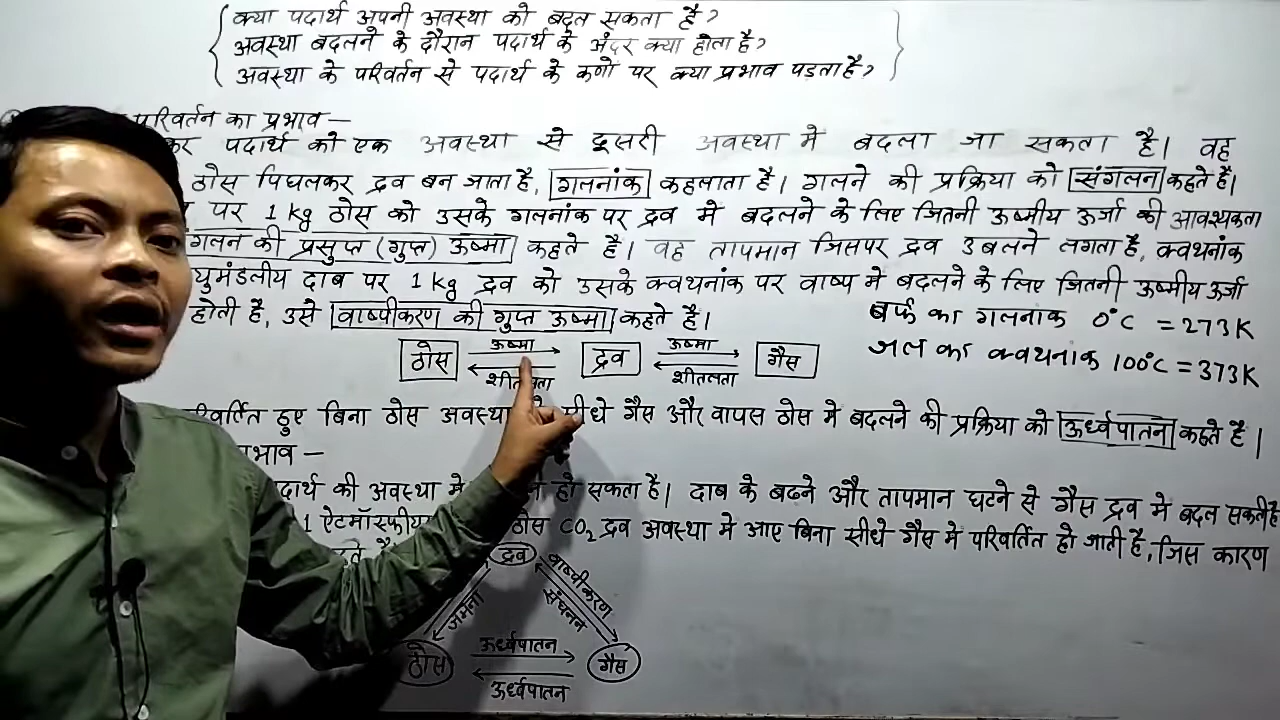 क्या पदार्थ अपनी अवस्था को बदल सकता है?
अवस्था बदलने के दौरान पदार्थ के अंदर क्या होता है?
अवस्था के परिवर्तन से पदार्थ के कणो पर क्या प्रभाव पड़ता है?
परिवर्तन का प्रभाव —
कर पदार्थ को एक अवस्था से दूसरी अवस्था मे बदला जा सकता है। वह
ठोस पिघलकर द्रव बन जाता है, गलनांक कहलाता है। गलने की प्रक्रिया को संगलन कहते हैं।
पर 1 kg ठोस को उसके गलनांक पर द्रव मे बदलने के लिए जितनी ऊष्मीय ऊर्जा की आवश्यकता
गलन की प्रसुप्त (गुप्त) ऊष्मा कहते है। वह तापमान जिसपर द्रव उबलने लगता है, क्वथनांक
युमंडलीय दाब पर 1 kg द्रव को उसके क्वथनांक पर वाष्प मे बदलने के लिए जितनी ऊष्मीय ऊर्जा
होती है, उसे वाष्पीकरण की गुप्त ऊष्मा कहते है।
बर्फ का गलनांक 0°C = 273K
जल का क्वथनांक 100°C = 373K
ठोस ऊष्मा शीतलता द्रव ऊष्मा शीतलता गैस
रिवर्तित हुए बिना ठोस अवस्था सीधे गैस और वापस ठोस मे बदलने की प्रक्रिया को ऊर्ध्वपातन कहते है।
भाव —
दार्थ की अवस्था मे हो सकता है। दाब के बढने और तापमान घटने से गैस द्रव मे बदल सकती है
1 ऐटमॉस्फीय ठोस CO₂ द्रव अवस्था मे आए बिना सीधे गैस मे परिवर्तित हो जाती है, जिस कारण
द्रव
जमना
वाष्पीकरण
संघनन
ठोस ऊर्ध्वपातन गैस
ऊर्ध्वपातन